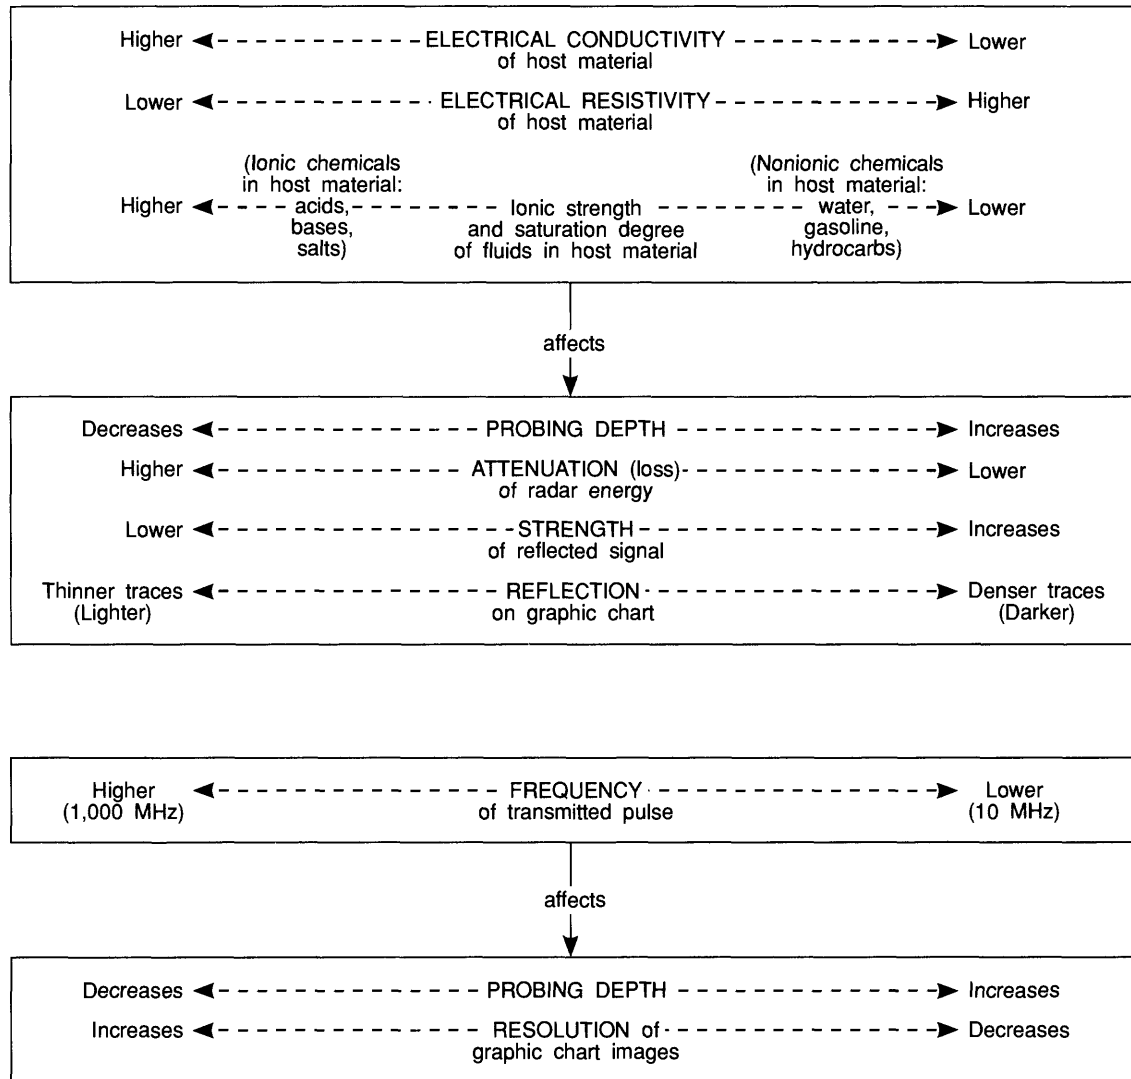 Higher ELECTRICAL CONDUCTIVITY Lower
of host material
Lower ELECTRICAL RESISTIVITY Higher
of host material
(Ionic chemicals
in host material:
acids,
bases,
salts)
(Nonionic chemicals
in host material:
water,
gasoline,
hydrocarbs)
Higher Ionic strength Lower
and saturation degree
of fluids in host material
affects
Decreases PROBING DEPTH Increases
Higher ATTENUATION (loss) Lower
of radar energy
Lower STRENGTH Increases
of reflected signal
Thinner traces REFLECTION Denser traces
(Lighter) on graphic chart (Darker)
Higher FREQUENCY Lower
(1,000 MHz) of transmitted pulse (10 MHz)
affects
Decreases PROBING DEPTH Increases
Increases RESOLUTION of Decreases
graphic chart images